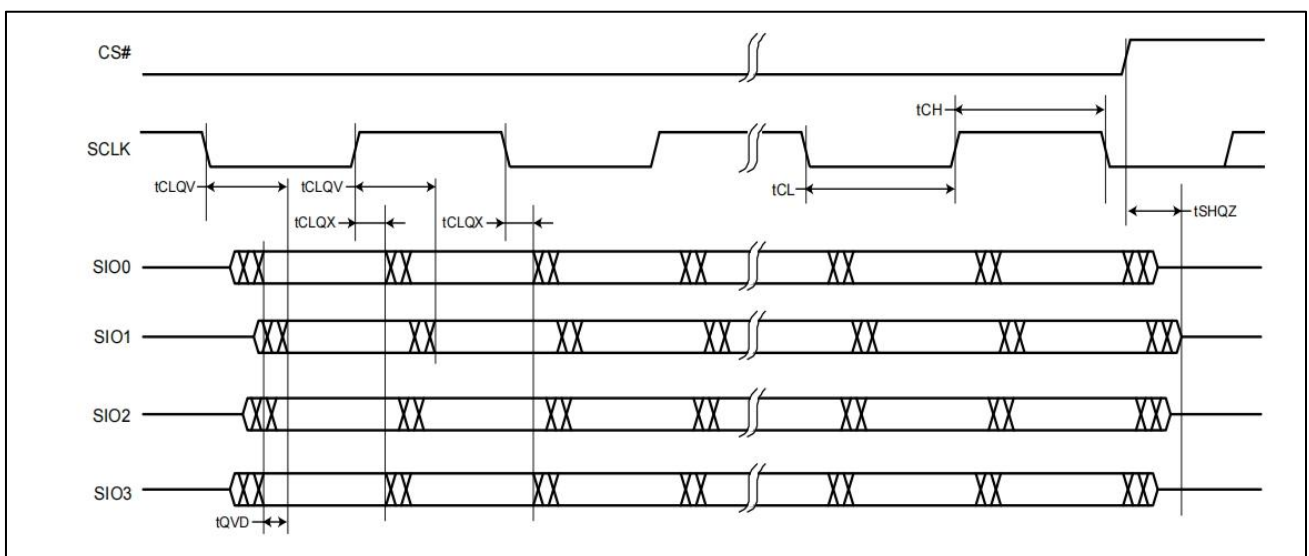 CS#
tCH
SCLK
tCLQV tCLQV
tCL
tCLQX tCLQX
tSHQZ
SIO0
SIO1
SIO2
SIO3
tQVD